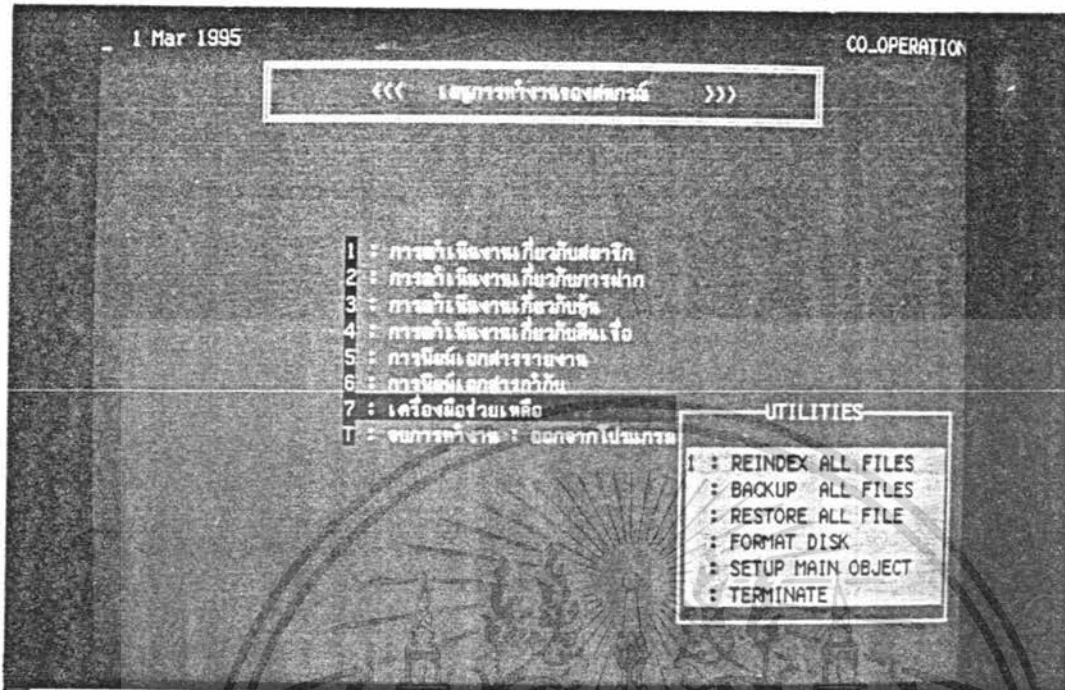 1 Mar 1995
CO_OPERATION
<<< เมนูการทำงานของสหกรณ์ >>>
1 : การดำเนินงานเกี่ยวกับสมาชิก
2 : การดำเนินงานเกี่ยวกับการฝาก
3 : การดำเนินงานเกี่ยวกับหุ้น
4 : การดำเนินงานเกี่ยวกับสินเชื่อ
5 : การพิมพ์เอกสารรายงาน
6 : การพิมพ์เอกสารกำกับ
7 : เครื่องมือช่วยเหลือ
T : จบการทำงาน : ออกจากโปรแกรม
UTILITIES
1 : REINDEX ALL FILES
: BACKUP ALL FILES
: RESTORE ALL FILE
: FORMAT DISK
: SETUP MAIN OBJECT
: TERMINATE